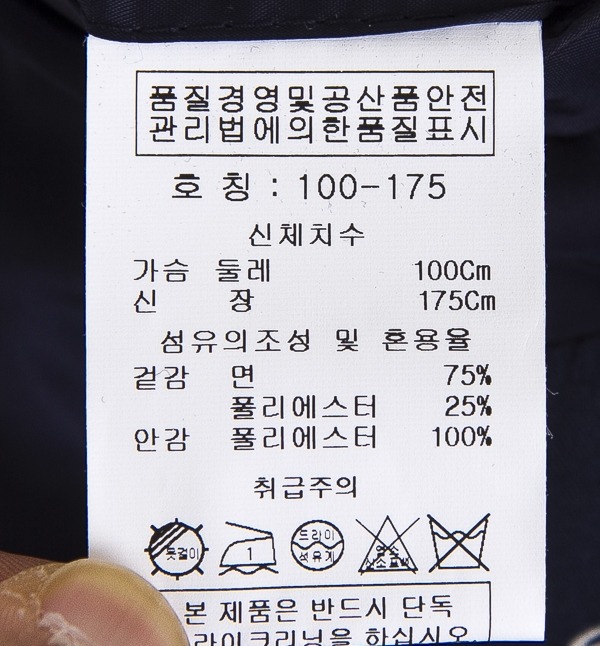 품질경영및공산품안전
관리법에의한품질표시
호 칭 : 100-175
신체치수
가슴 둘레 100Cm
신 장 175Cm
섬유의조성 및 혼용율
겉감 면 75%
폴리에스터 25%
안감 폴리에스터 100%
취급주의
옷걸이 1 드라이
석유계 염소
본 제품은 반드시 단독
라이크리닝을 하십시오.